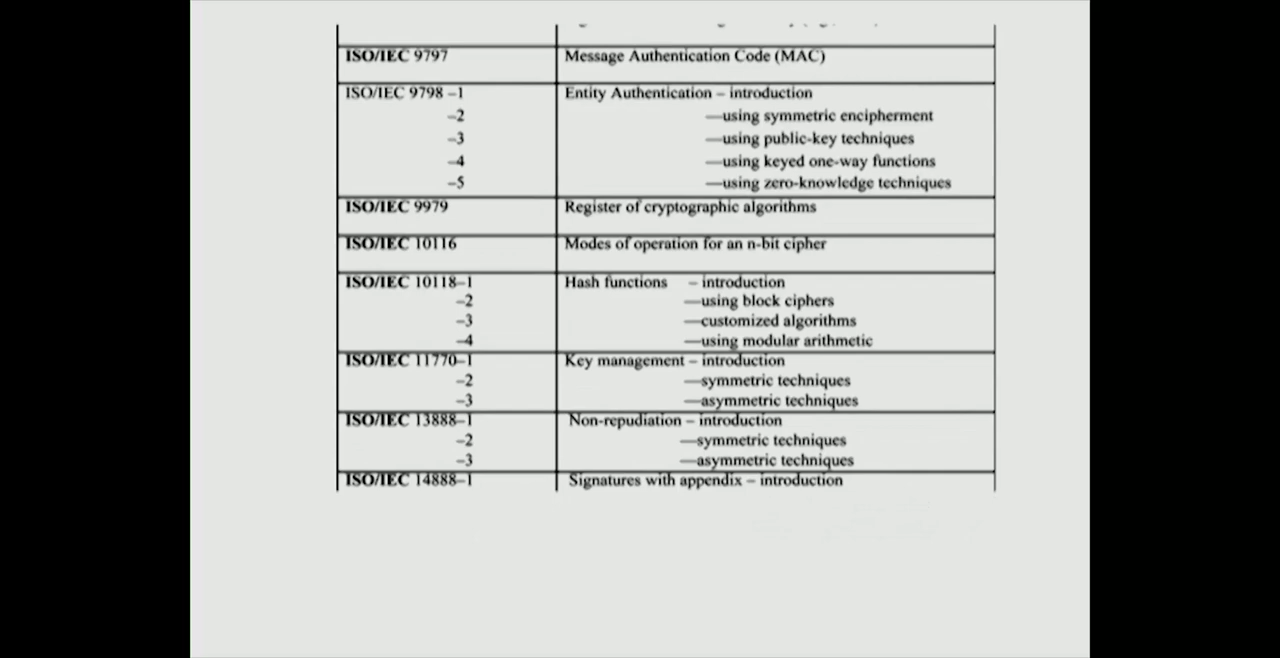 ISO/IEC 9797 Message Authentication Code (MAC)
ISO/IEC 9798 –1 Entity Authentication – introduction
–2 —using symmetric encipherment
–3 —using public-key techniques
–4 —using keyed one-way functions
–5 —using zero-knowledge techniques
ISO/IEC 9979 Register of cryptographic algorithms
ISO/IEC 10116 Modes of operation for an n-bit cipher
ISO/IEC 10118–1 Hash functions – introduction
–2 —using block ciphers
–3 —customized algorithms
–4 —using modular arithmetic
ISO/IEC 11770–1 Key management – introduction
–2 —symmetric techniques
–3 —asymmetric techniques
ISO/IEC 13888–1 Non-repudiation – introduction
–2 —symmetric techniques
–3 —asymmetric techniques
ISO/IEC 14888–1 Signatures with appendix – introduction